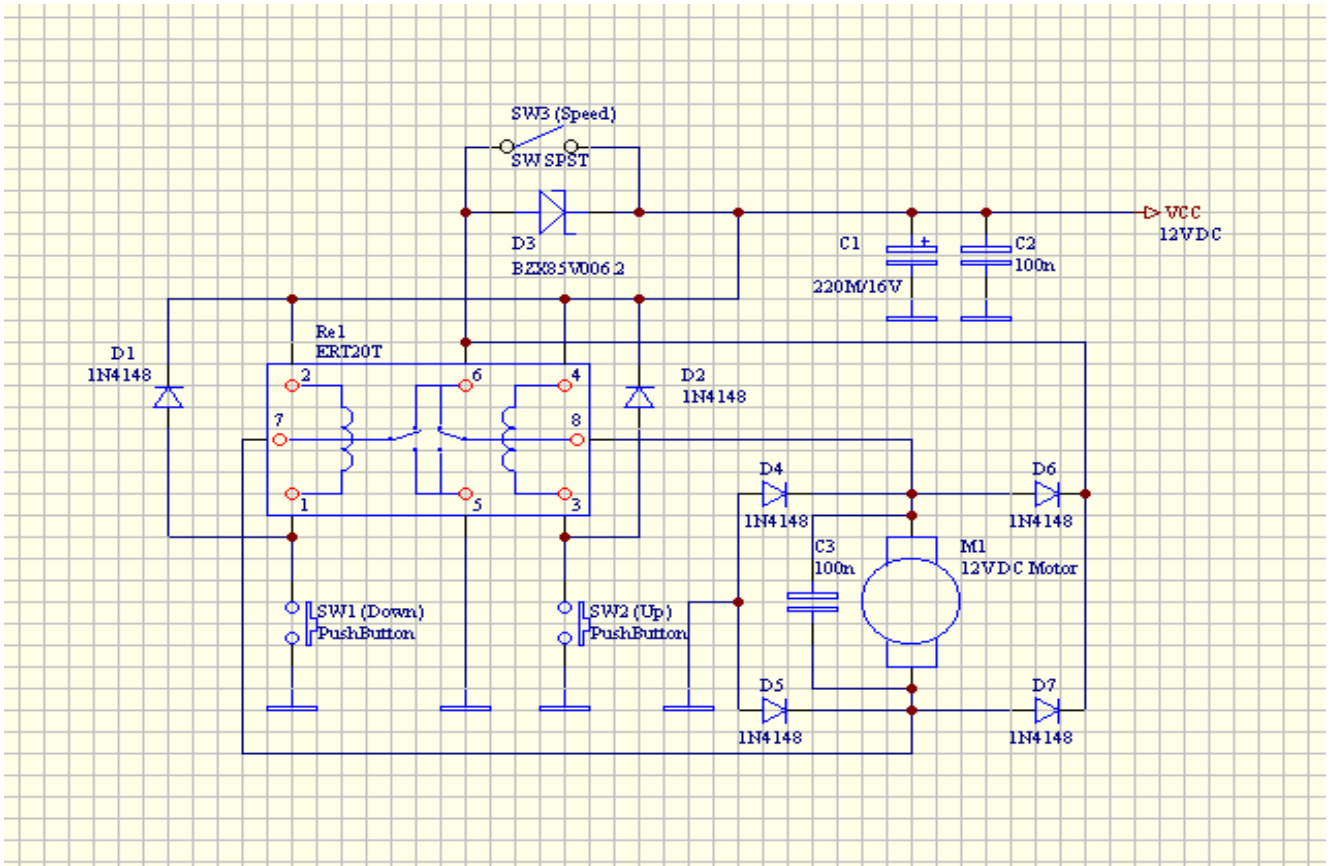 SW3 (Speed)
SW SPST
D3
BZX85V006.2
VCC
12VDC
C1
220M/16V
C2
100n
D1
1N4148
Re1
ERT20T
D2
1N4148
2
6
4
7
8
1
5
3
D4
1N4148
D6
1N4148
C3
100n
M1
12VDC Motor
SW1 (Down)
PushButton
SW2 (Up)
PushButton
D5
1N4148
D7
1N4148